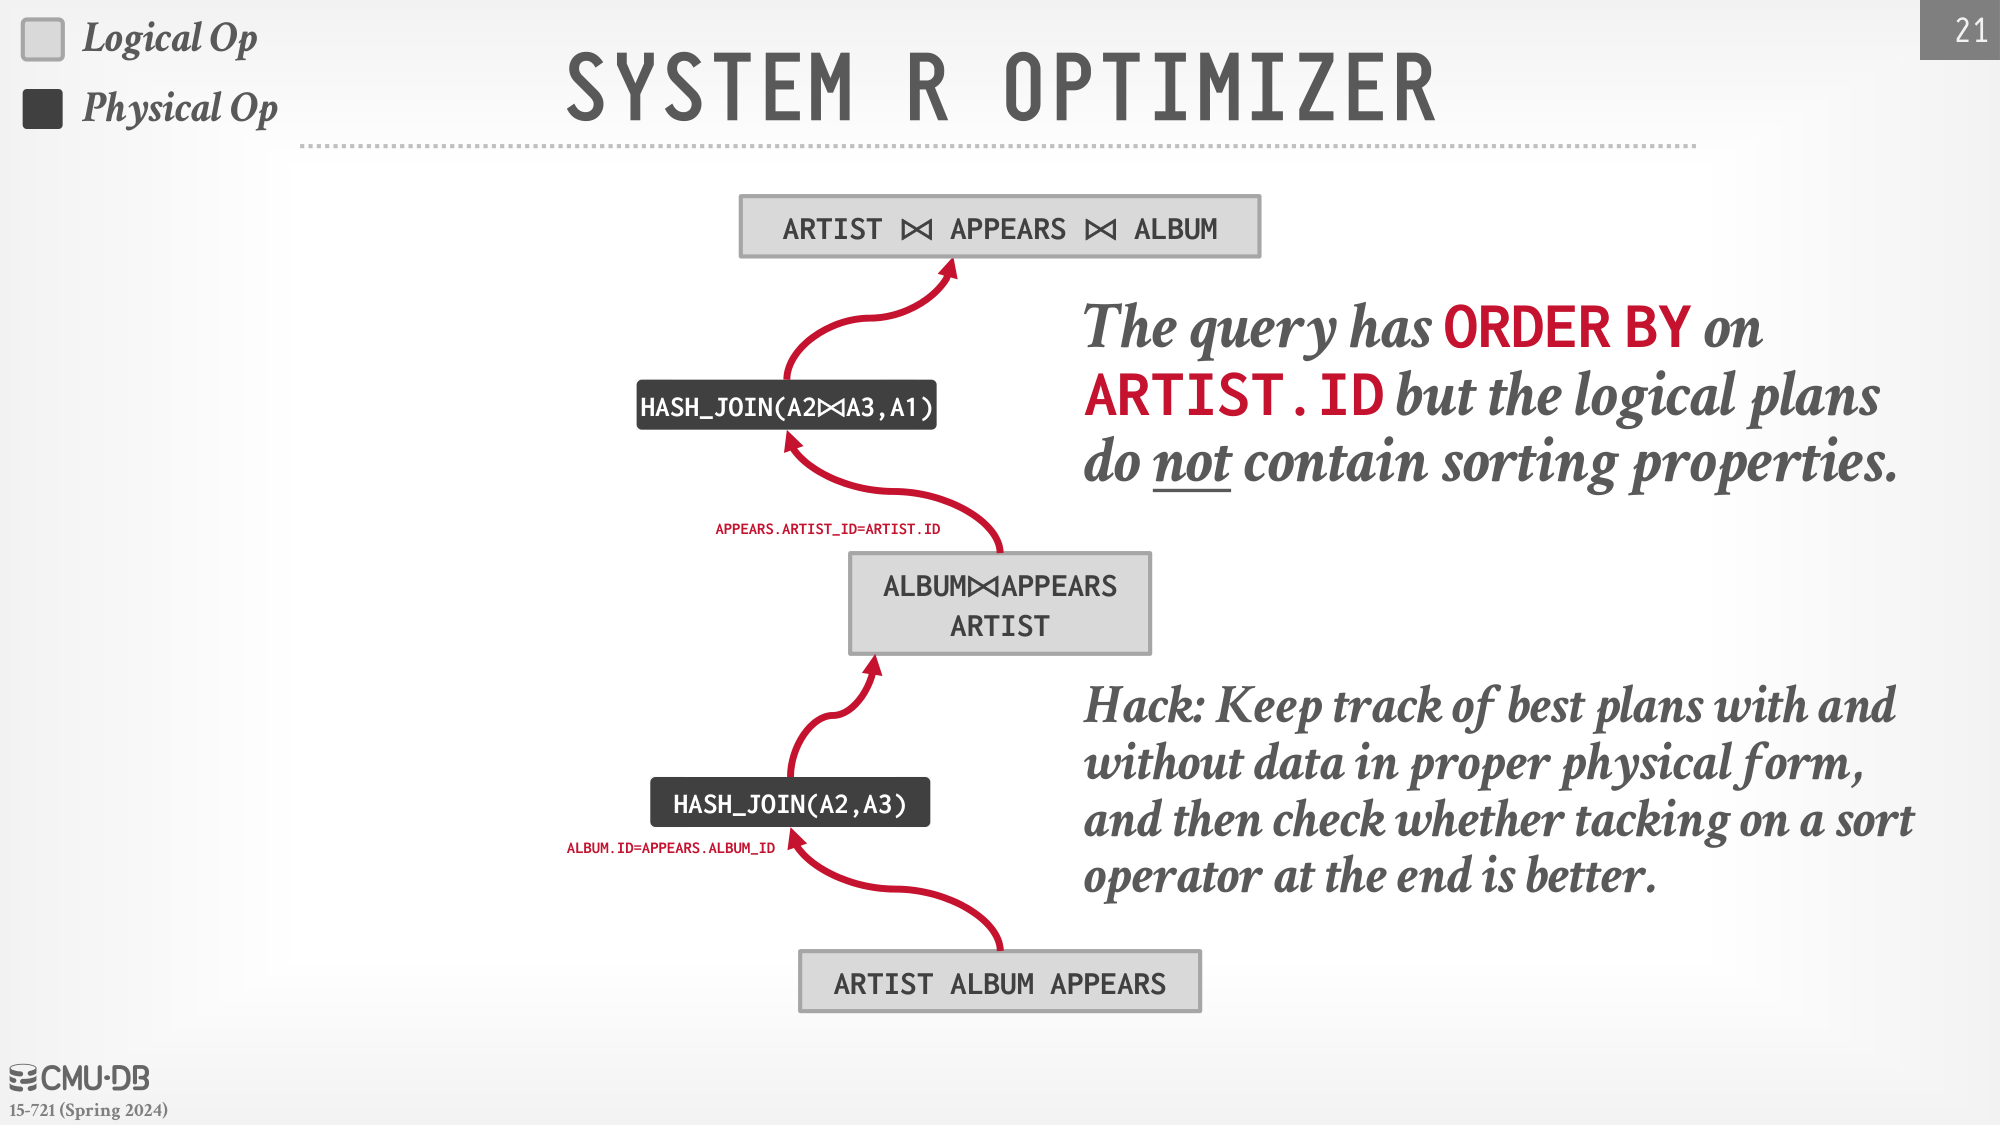 Logical Op
Physical Op
SYSTEM R OPTIMIZER
21
ARTIST ⋈ APPEARS ⋈ ALBUM
The query has ORDER BY on
ARTIST.ID but the logical plans
do not contain sorting properties.
HASH_JOIN(A2⋈A3,A1)
APPEARS.ARTIST_ID=ARTIST.ID
ALBUM⋈APPEARS
ARTIST
Hack: Keep track of best plans with and
without data in proper physical form,
and then check whether tacking on a sort
operator at the end is better.
HASH_JOIN(A2,A3)
ALBUM.ID=APPEARS.ALBUM_ID
ARTIST ALBUM APPEARS
CMU·DB
15-721 (Spring 2024)